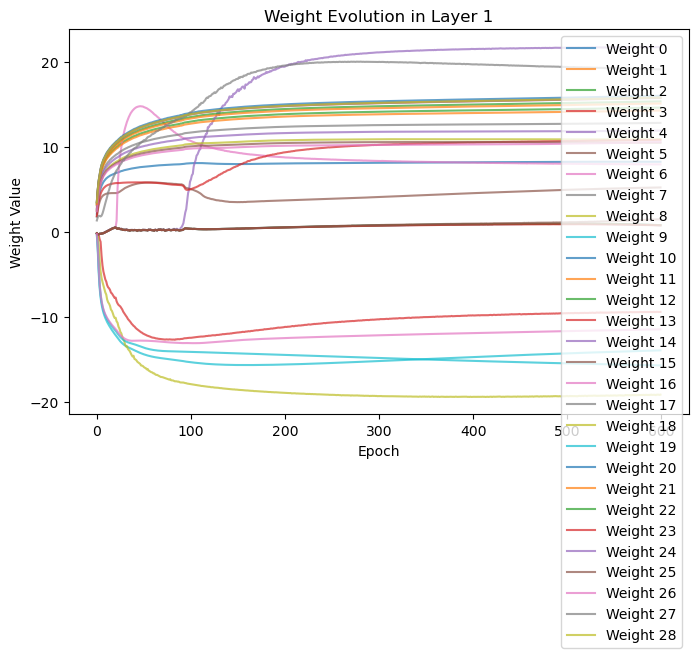 Weight Evolution in Layer 1
Weight Value
20
10
0
−10
−20
0
100
200
300
400
500
600
Epoch
Weight 0
Weight 1
Weight 2
Weight 3
Weight 4
Weight 5
Weight 6
Weight 7
Weight 8
Weight 9
Weight 10
Weight 11
Weight 12
Weight 13
Weight 14
Weight 15
Weight 16
Weight 17
Weight 18
Weight 19
Weight 20
Weight 21
Weight 22
Weight 23
Weight 24
Weight 25
Weight 26
Weight 27
Weight 28